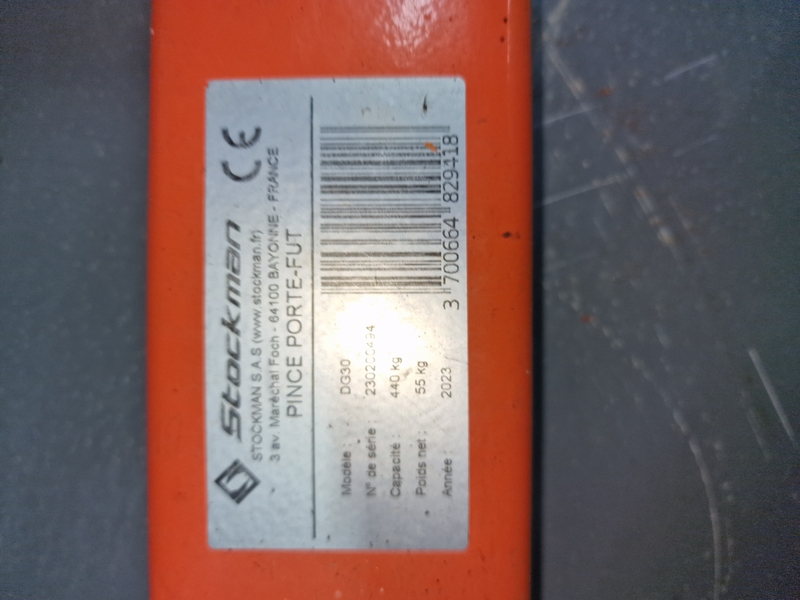 Stockman CE
STOCKMAN S.A.S (www.stockman.fr)
3 av. Maréchal Foch - 64100 BAYONNE - FRANCE
PINCE PORTE-FUT
Modèle : DG30
N° de série :
Capacité : 440 kg
Poids net : 55 kg
Année : 2023
3 700664 829418